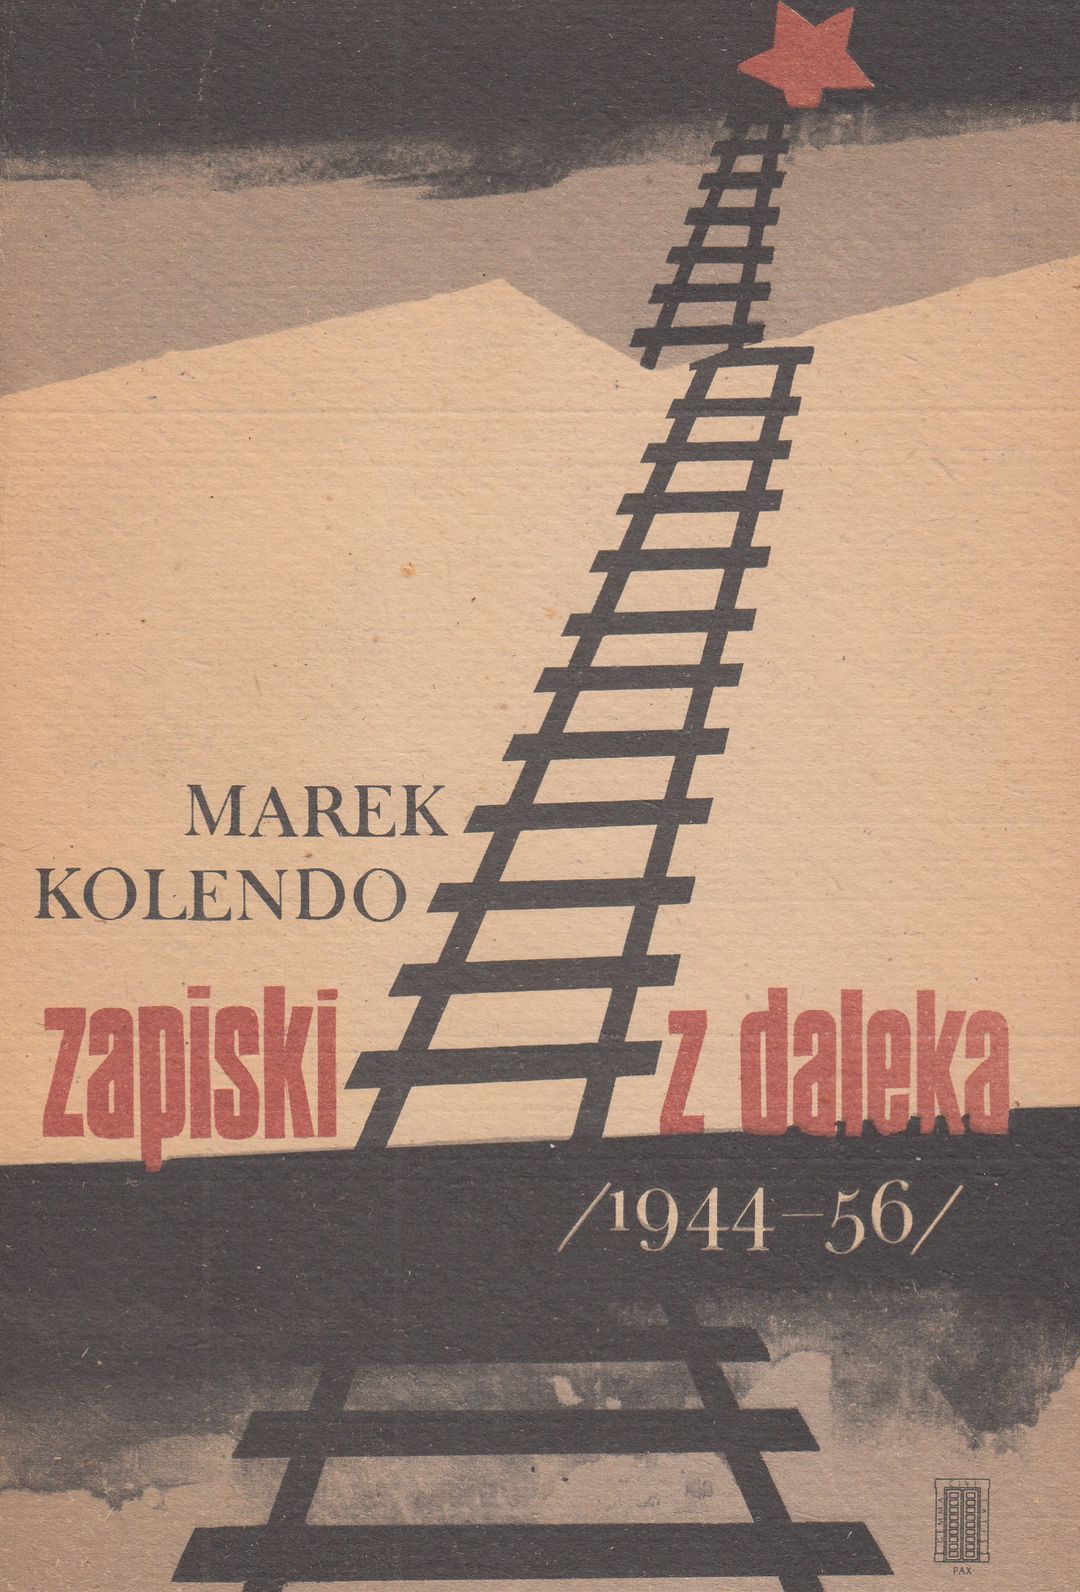 MAREK
KOLENDO
zapiski z daleka
/1944–56/
PAX